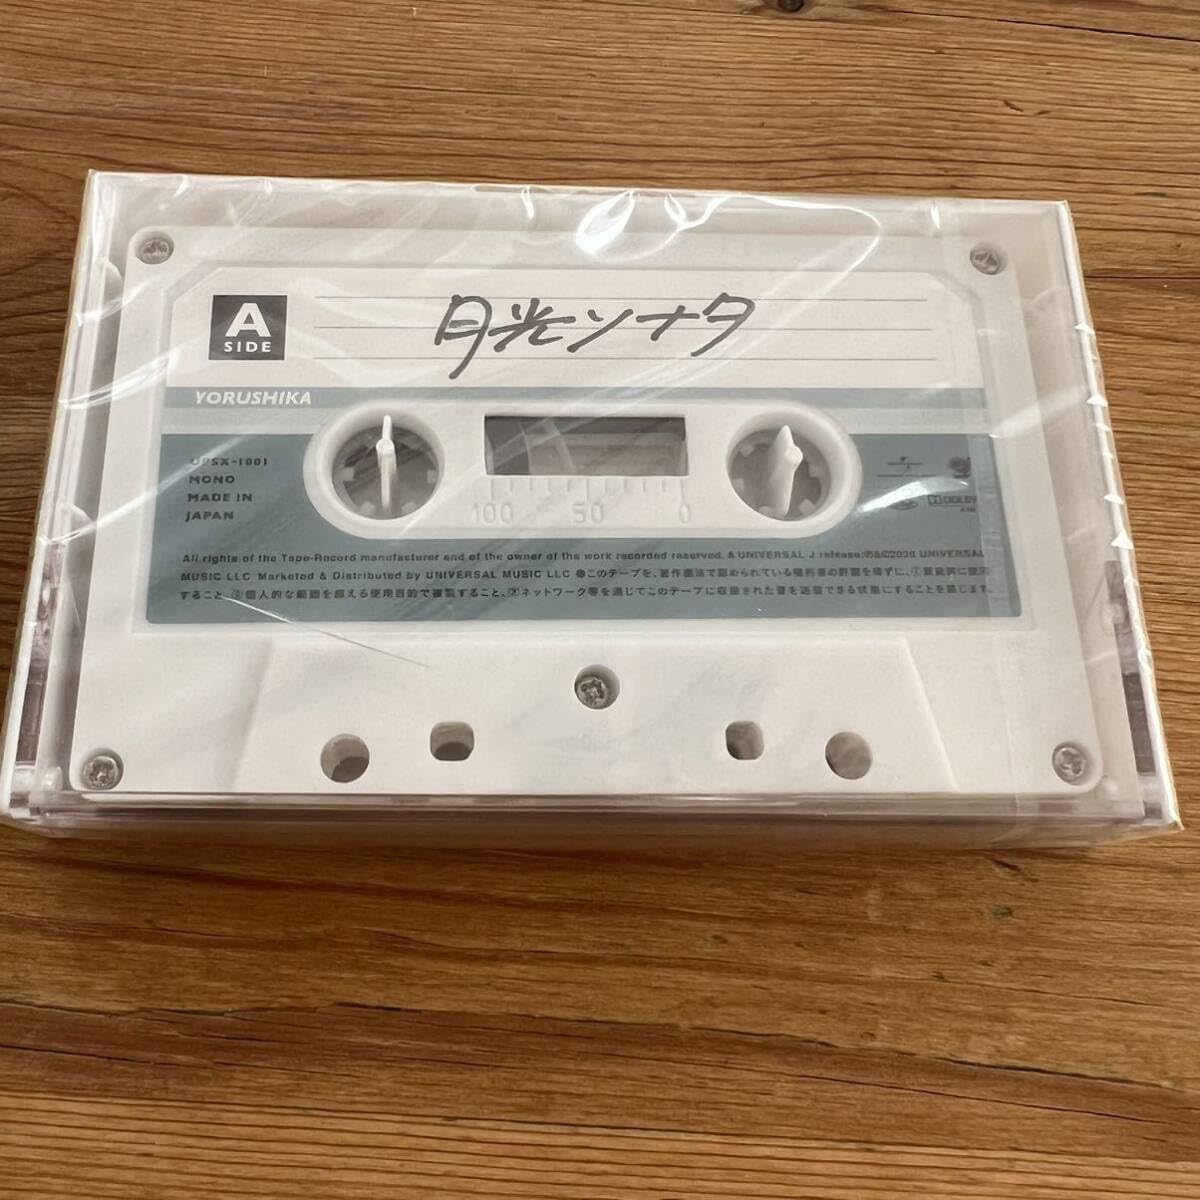 A
SIDE
月光ソナタ
YORUSHIKA
UPSX-1001
MONO
MADE IN
JAPAN
100 50 0
DOLBY
All rights of the Tape-Record manufacturer and of the owner of the work recorded reserved. A UNIVERSAL J release. ℗&©2020 UNIVERSAL
MUSIC LLC Marketed & Distributed by UNIVERSAL MUSIC LLC ●このテープを、著作権法で認められている権利者の許諾を得ずに、①賃貸業に使用
すること、②個人的な範囲を超える使用目的で複製すること、③ネットワーク等を通じてこのテープに収録された音を送信できる状態にすることを禁じます。